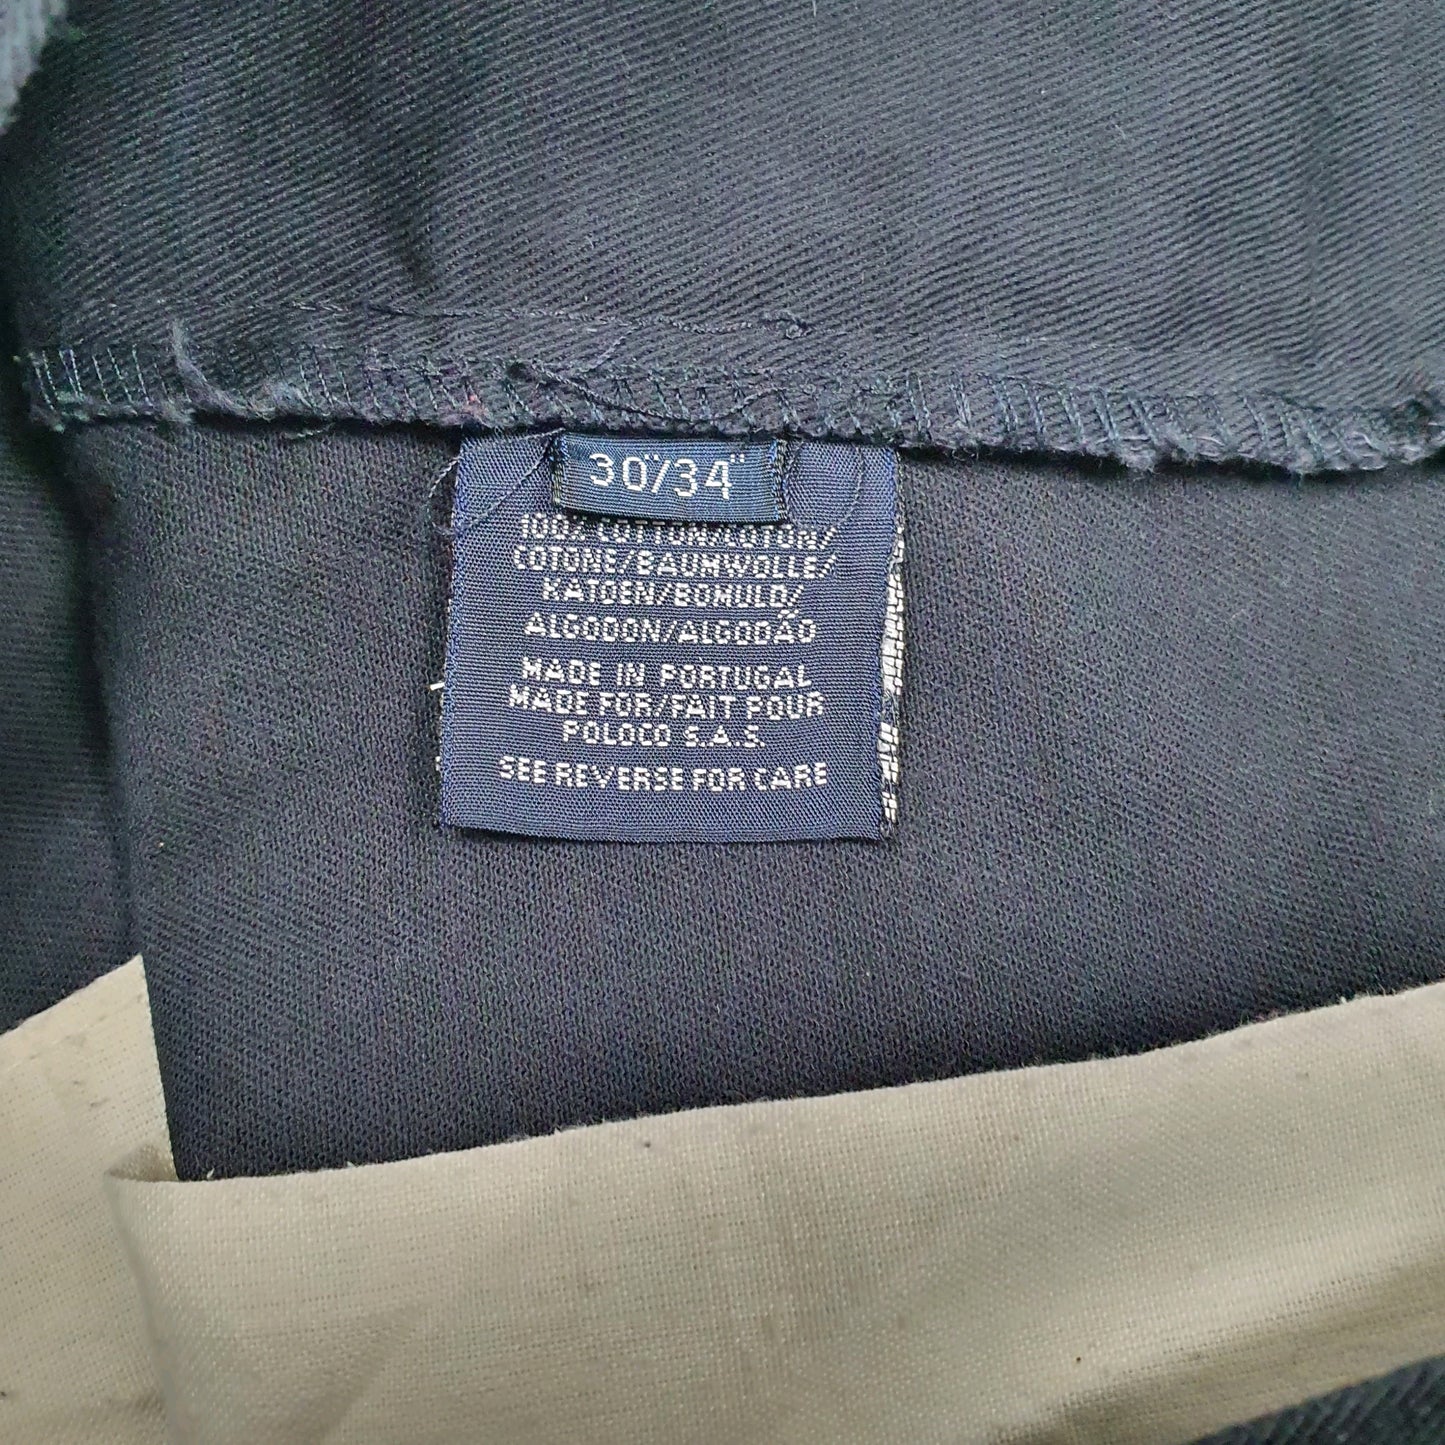 30"/34"
100% COTTON/COTON/
COTONE/BAUMWOLLE/
KATOEN/BOMULD/
ALGODON/ALGODÃO
MADE IN PORTUGAL
MADE FOR/FAIT POUR
POLOCO S.A.S.
SEE REVERSE FOR CARE